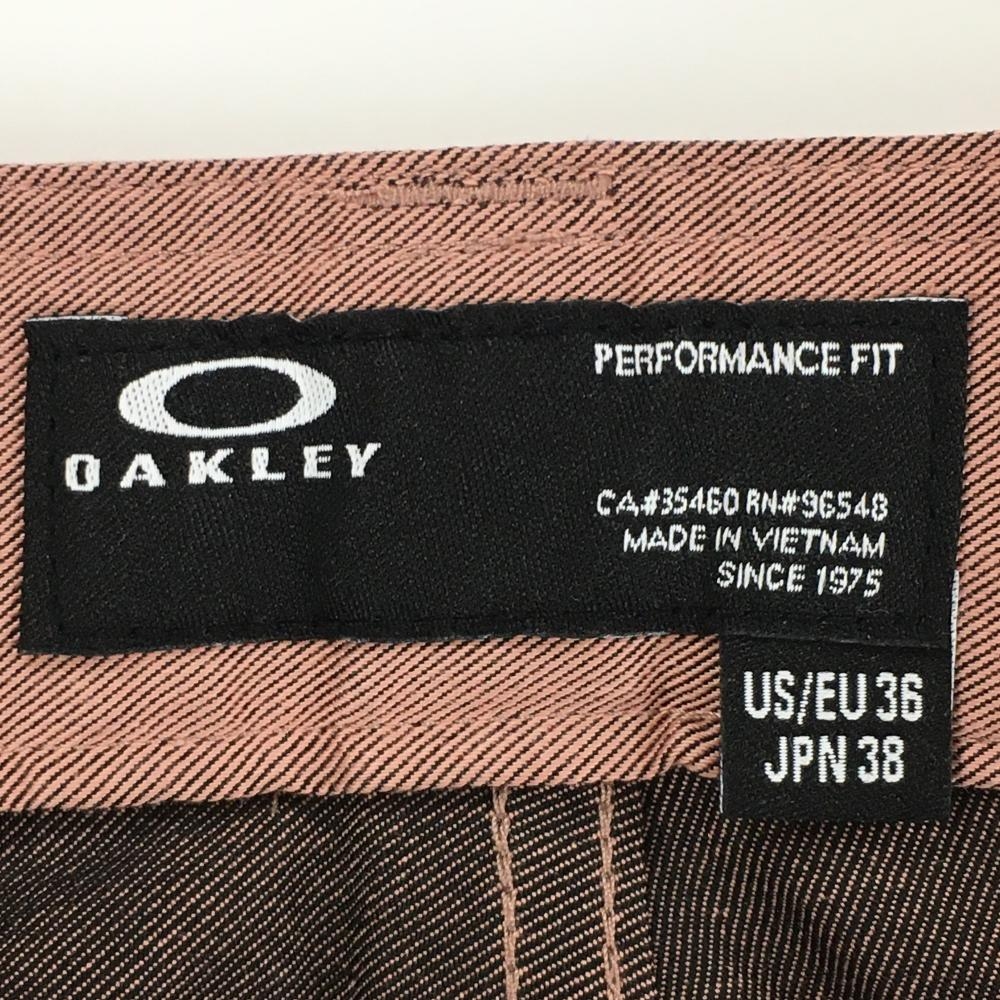 OAKLEY
PERFORMANCE FIT
CA#35460 RN#96548
MADE IN VIETNAM
SINCE 1975
US/EU 36
JPN 38